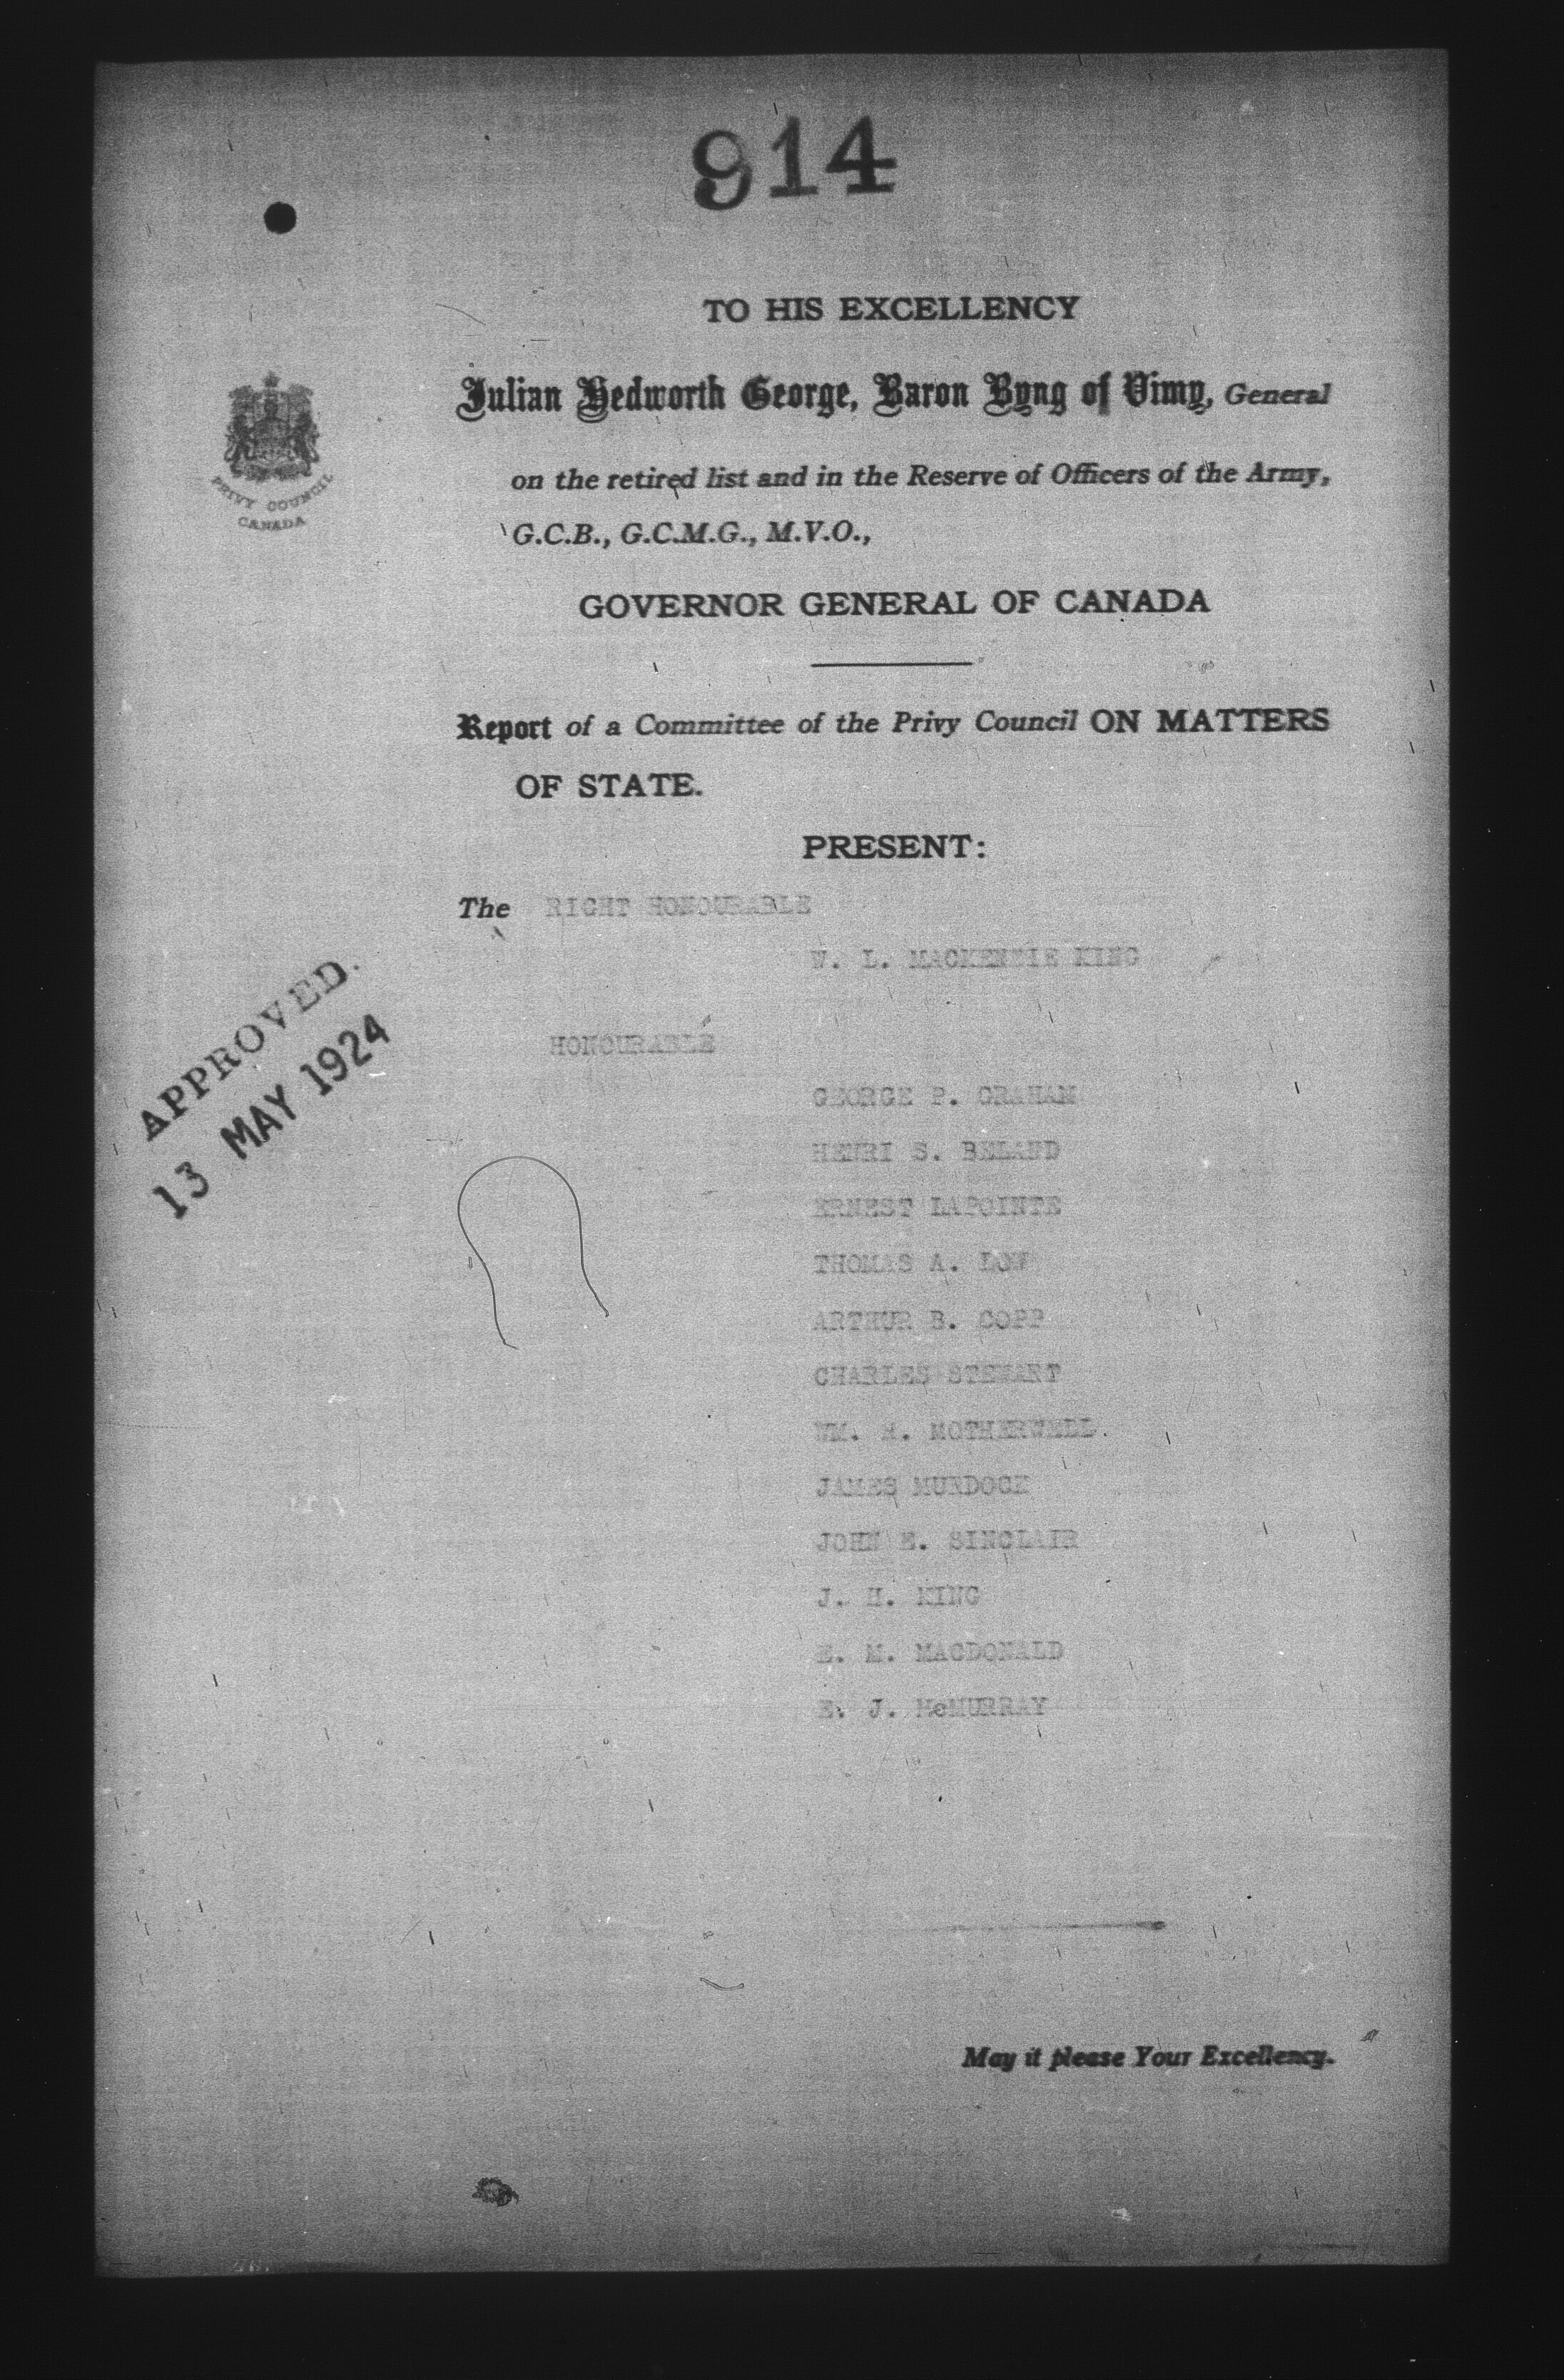 914
TO HIS EXCELLENCY
Julian Hedworth George, Baron Byng of Vimy, General
on the retired list and in the Reserve of Officers of the Army,
G.C.B., G.C.M.G., M.V.O.,
GOVERNOR GENERAL OF CANADA
PRIVY COUNCIL
CANADA
Report of a Committee of the Privy Council ON MATTERS
OF STATE.
PRESENT:
The RIGHT HONOURABLE
W. L. MACKENZIE KING
APPROVED.
13 MAY 1924
HONOURABLE
GEORGE P. GRAHAM
HENRI S. BELAND
ERNEST LAPOINTE
THOMAS A. LOW
ARTHUR B. COPP
CHARLES STEWART
WM. R. MOTHERWELL.
JAMES MURDOCK
JOHN E. SINCLAIR
J. H. KING
E. M. MACDONALD
E. J. McMURRAY
May it please Your Excellency.